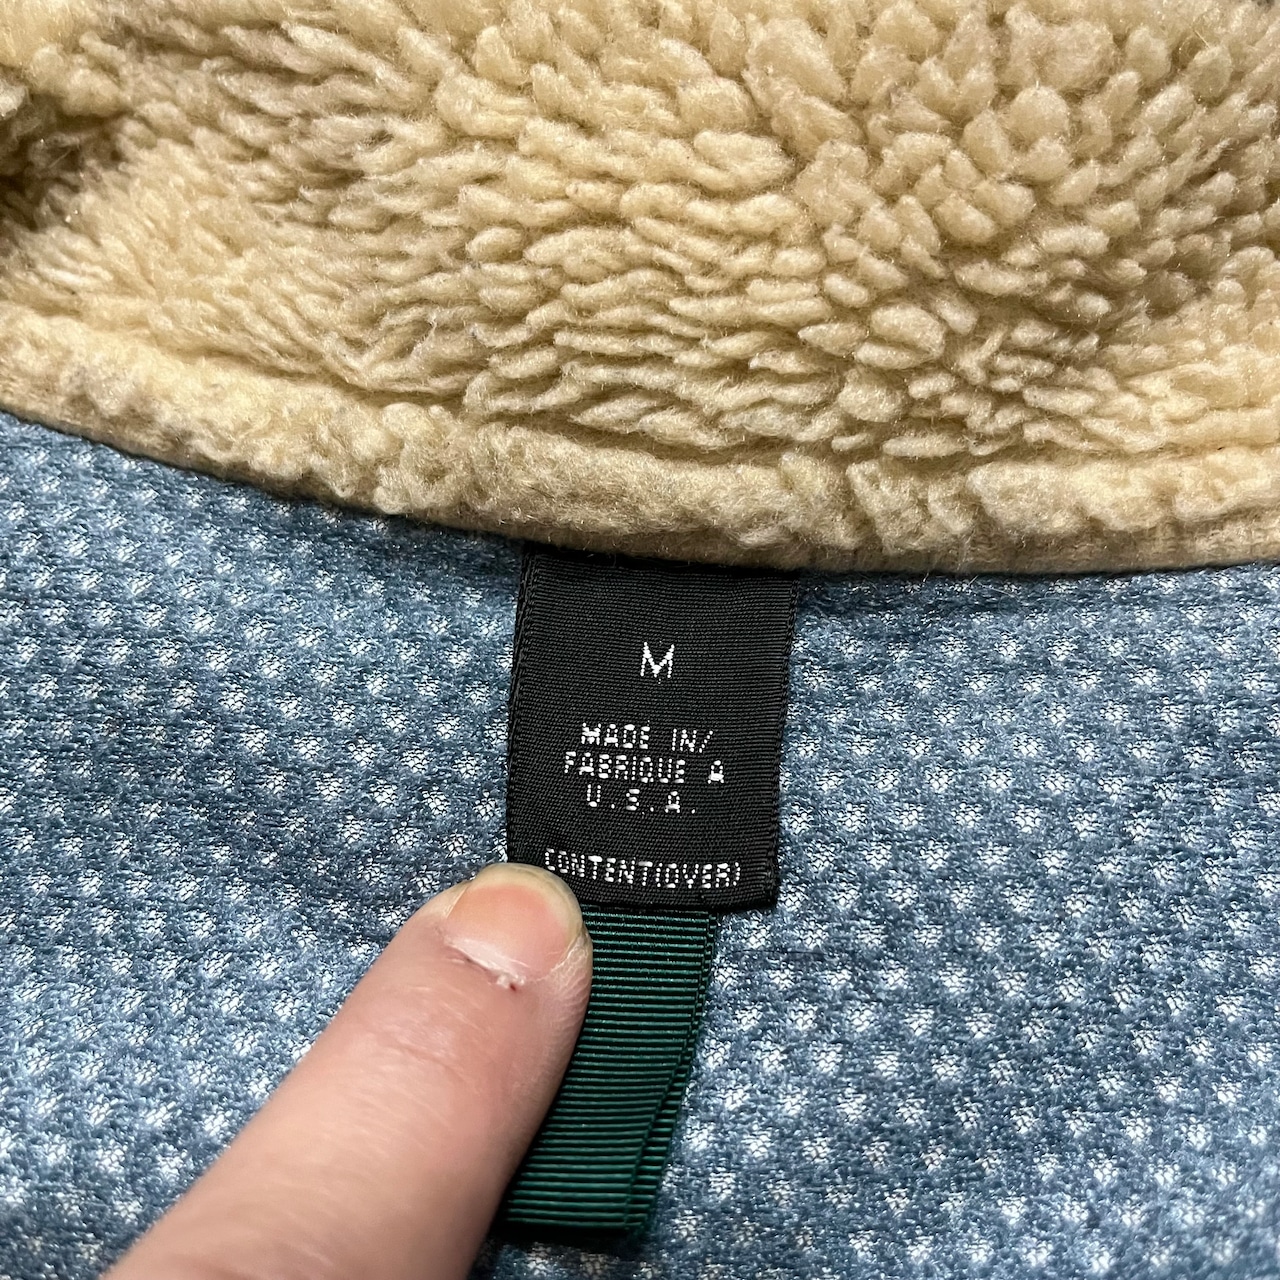 M
MADE IN/
FABRIQUE A
U.S.A.
CONTENT(OVER)